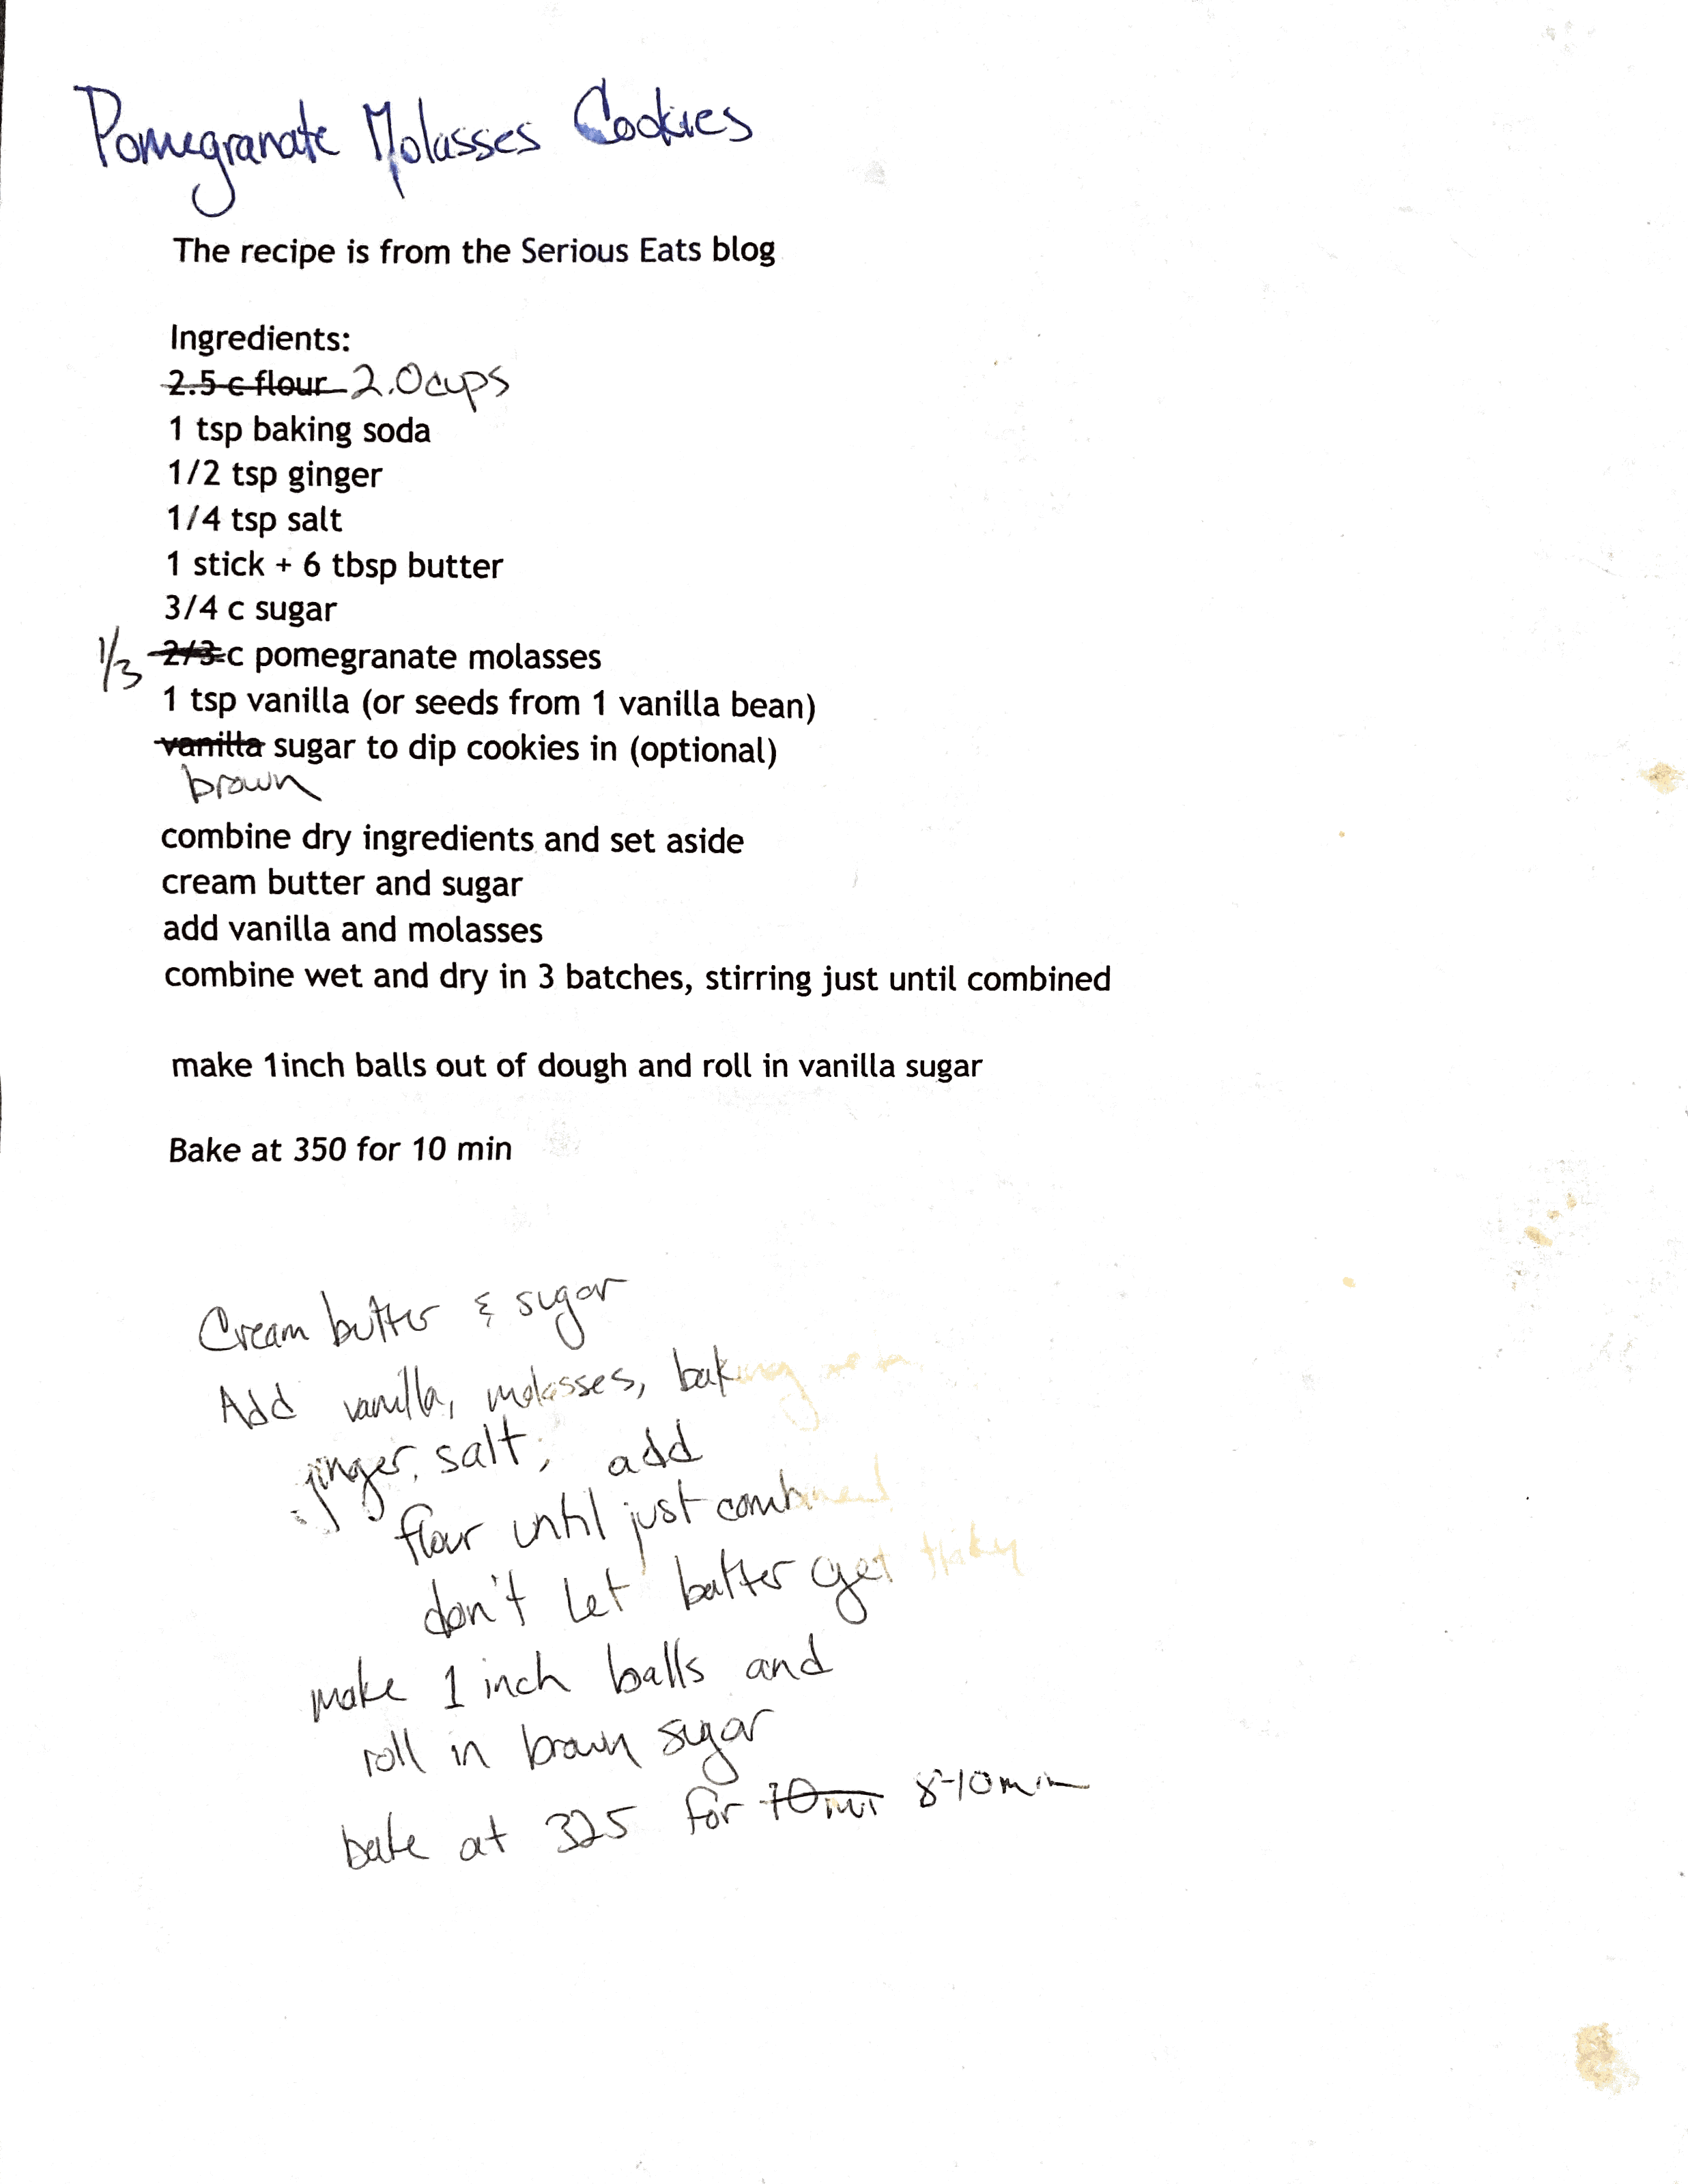 Pomegranate Molasses Cookies
The recipe is from the Serious Eats blog
Ingredients:
2.5 c flour 2.0 cups
1 tsp baking soda
1/2 tsp ginger
1/4 tsp salt
1 stick + 6 tbsp butter
3/4 c sugar
1/3 2/3 c pomegranate molasses
1 tsp vanilla (or seeds from 1 vanilla bean)
vanilla sugar to dip cookies in (optional)
brown
combine dry ingredients and set aside
cream butter and sugar
add vanilla and molasses
combine wet and dry in 3 batches, stirring just until combined
make 1inch balls out of dough and roll in vanilla sugar
Bake at 350 for 10 min
Cream butter & sugar
Add vanilla, molasses, baking
ginger, salt, add
flour until just combined
don't let batter get
make 1 inch balls and
roll in brown sugar
bake at 325 for 10 min 8-10 min